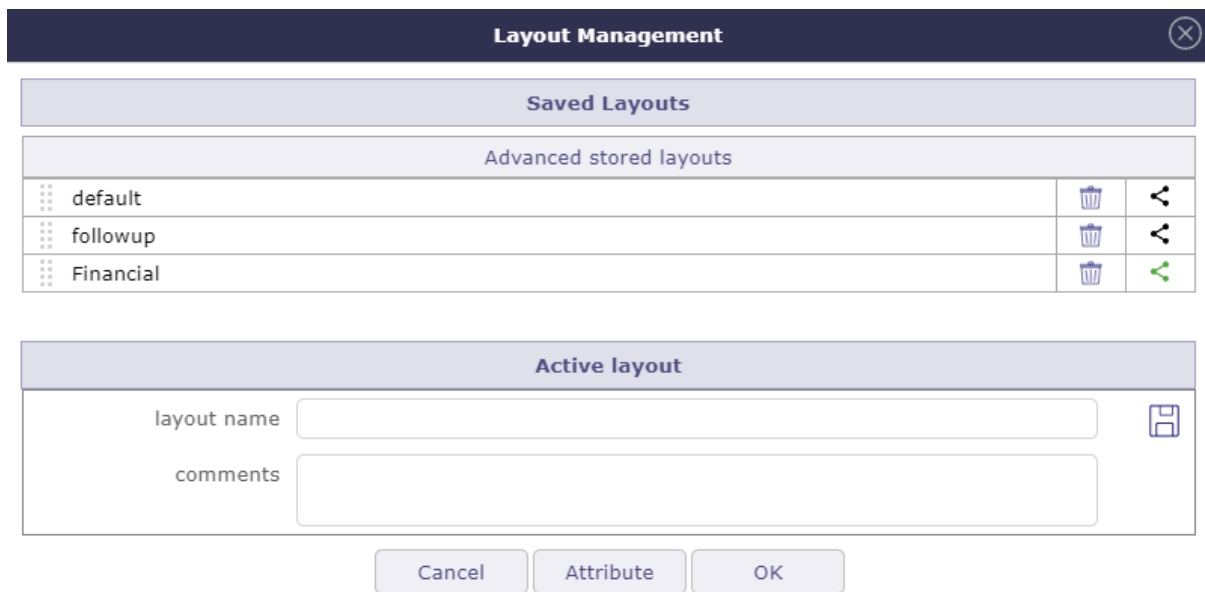 Layout Management
Saved Layouts
Advanced stored layouts
default
followup
Financial
Active layout
layout name
comments
Cancel Attribute OK